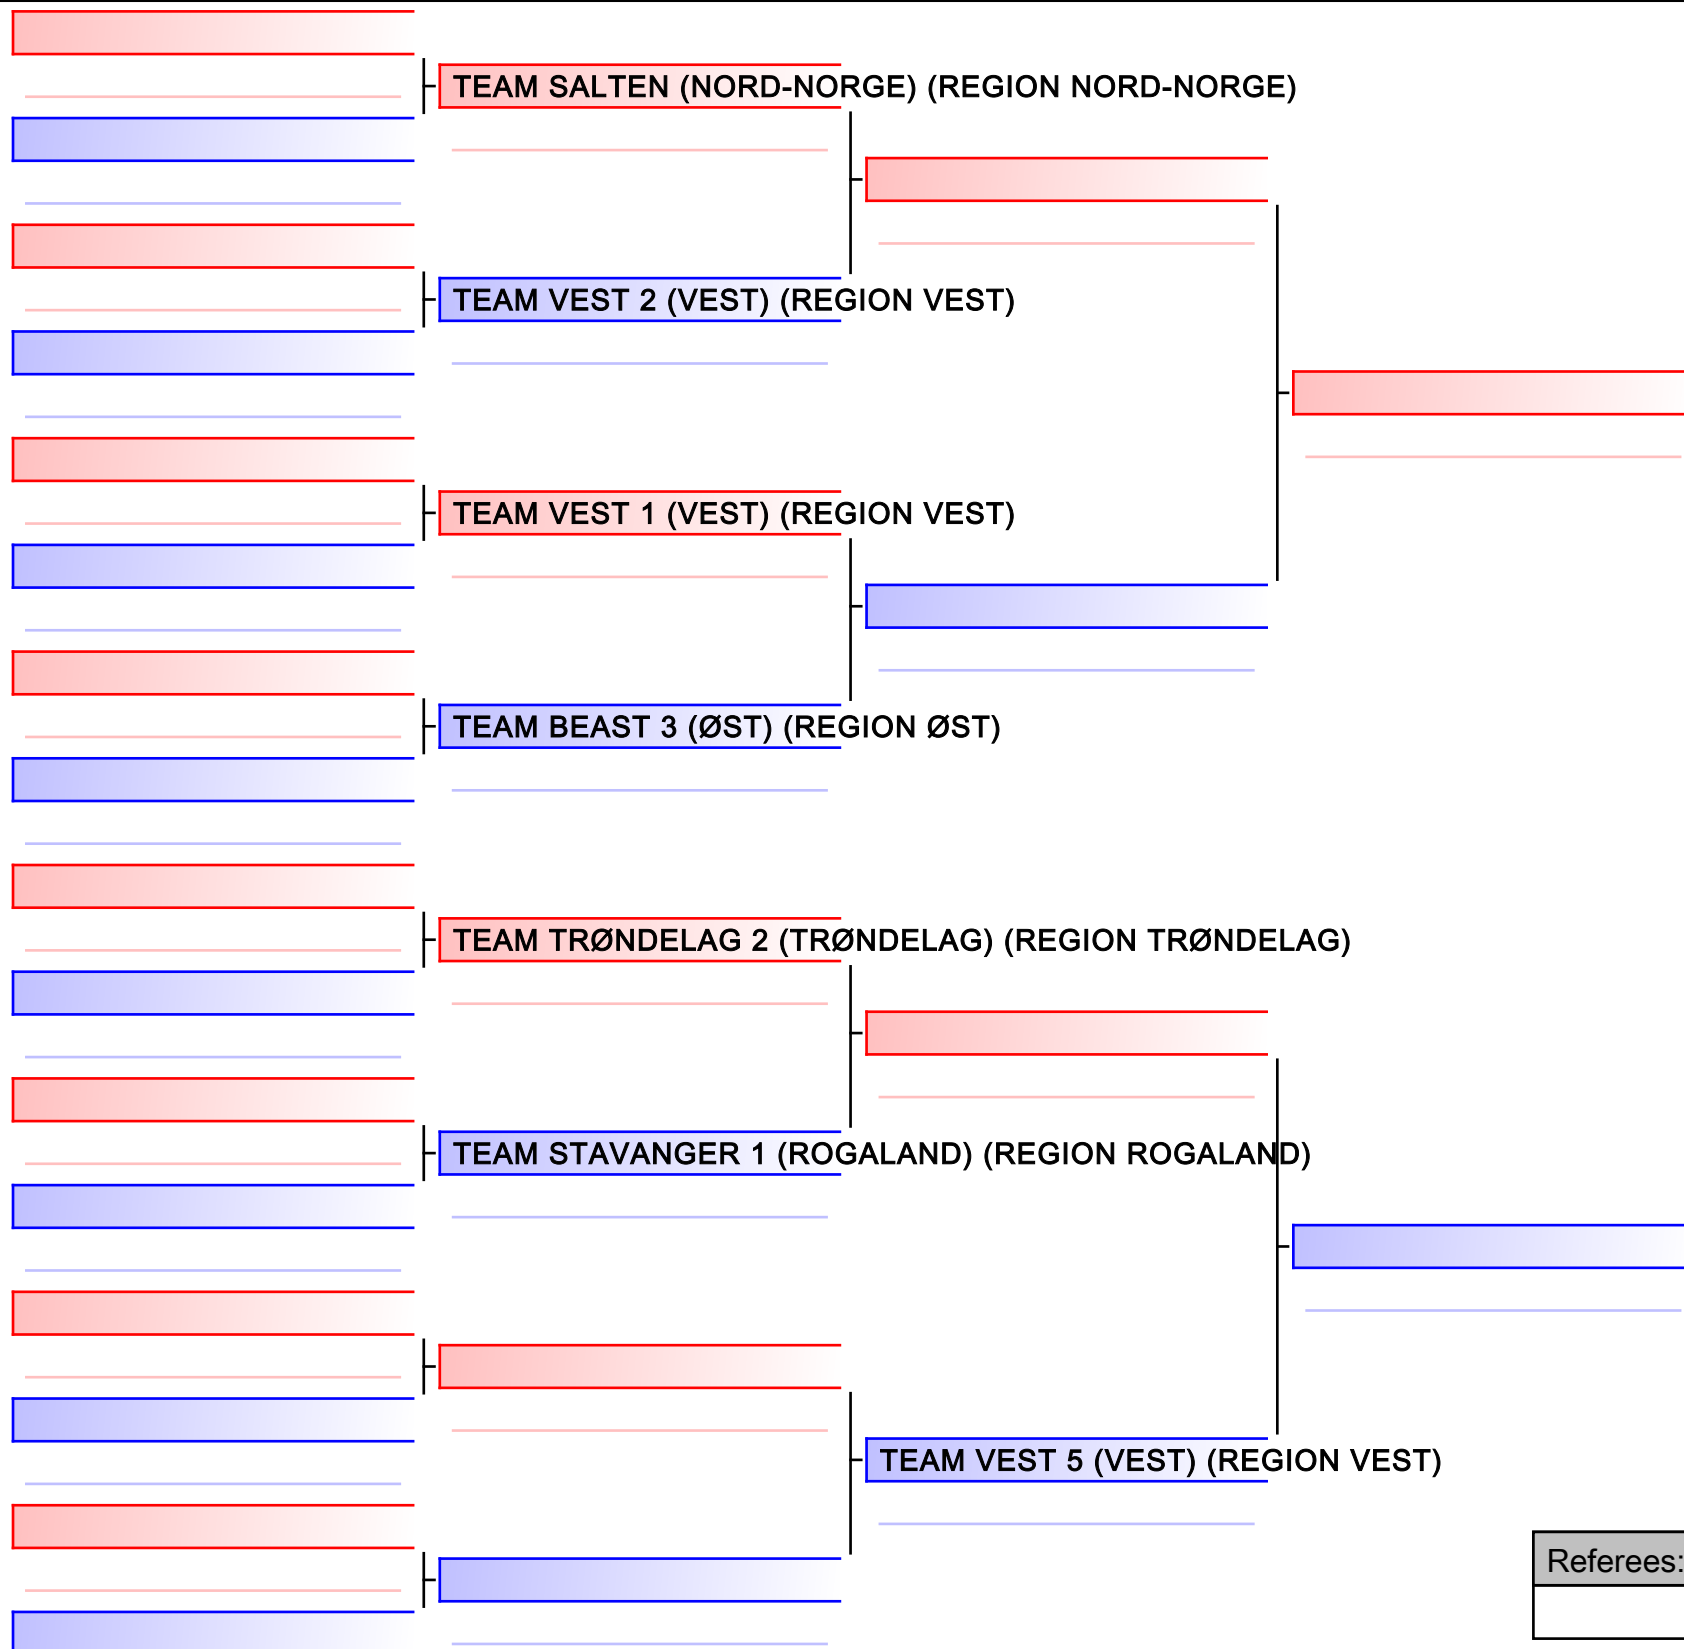 TEAM SALTEN (NORD-NORGE) (REGION NORD-NORGE)
TEAM VEST 2 (VEST) (REGION VEST)
TEAM VEST 1 (VEST) (REGION VEST)
TEAM BEAST 3 (ØST) (REGION ØST)
TEAM TRØNDELAG 2 (TRØNDELAG) (REGION TRØNDELAG)
TEAM STAVANGER 1 (ROGALAND) (REGION ROGALAND)
TEAM VEST 5 (VEST) (REGION VEST)
Referees: